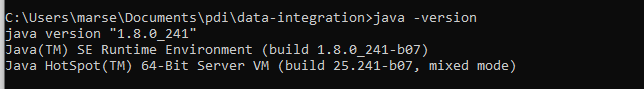 C:\Users\marse\Documents\pdi\data-integration>java -version
java version "1.8.0_241"
Java(TM) SE Runtime Environment (build 1.8.0_241-b07)
Java HotSpot(TM) 64-Bit Server VM (build 25.241-b07, mixed mode)